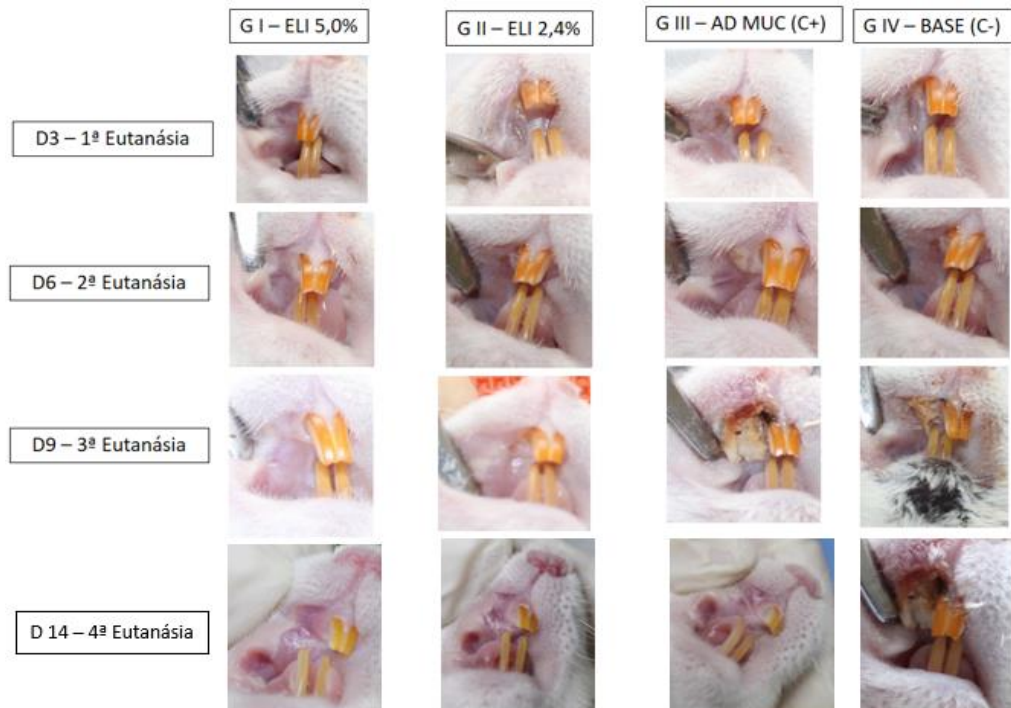 G I – ELI 5,0%
G II – ELI 2,4%
G III – AD MUC (C+)
G IV – BASE (C-)
D3 – 1ª Eutanásia
D6 – 2ª Eutanásia
D9 – 3ª Eutanásia
D 14 – 4ª Eutanásia